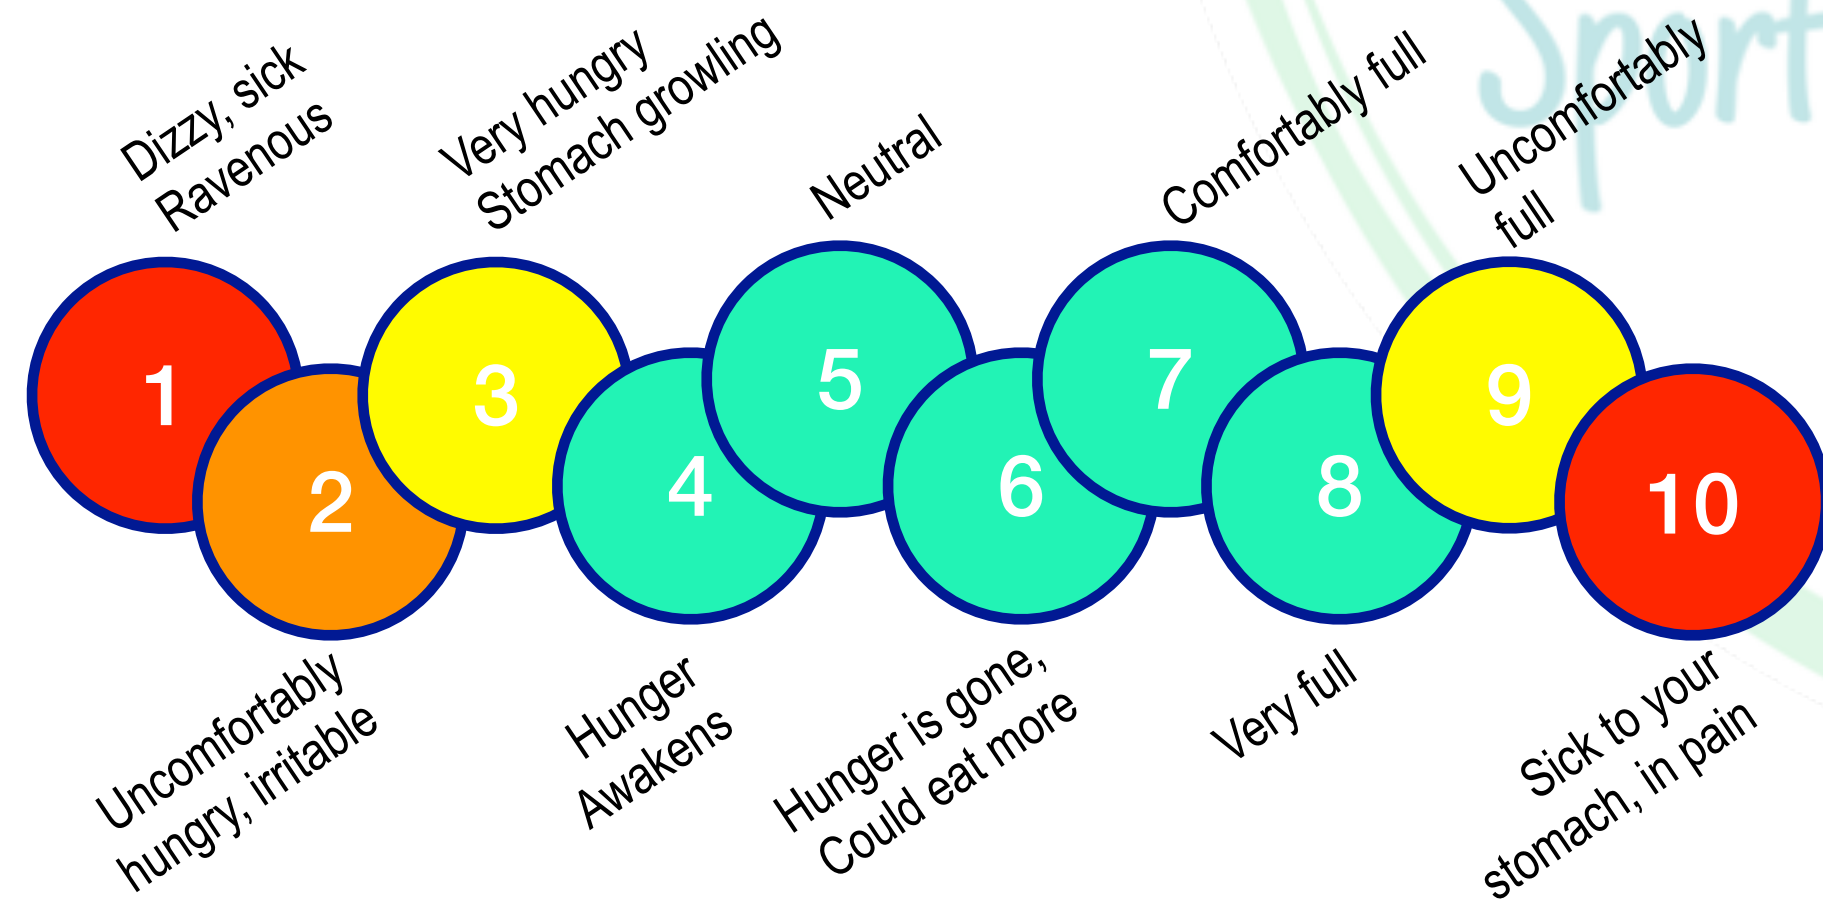 Dizzy, sick
Ravenous
Very hungry
Stomach growling
Neutral
Comfortably full
Uncomfortably
full
Sport
1
2
3
4
5
6
7
8
9
10
Uncomfortably
hungry, irritable
Hunger
Awakens
Hunger is gone,
Could eat more
Very full
Sick to your
stomach, in pain